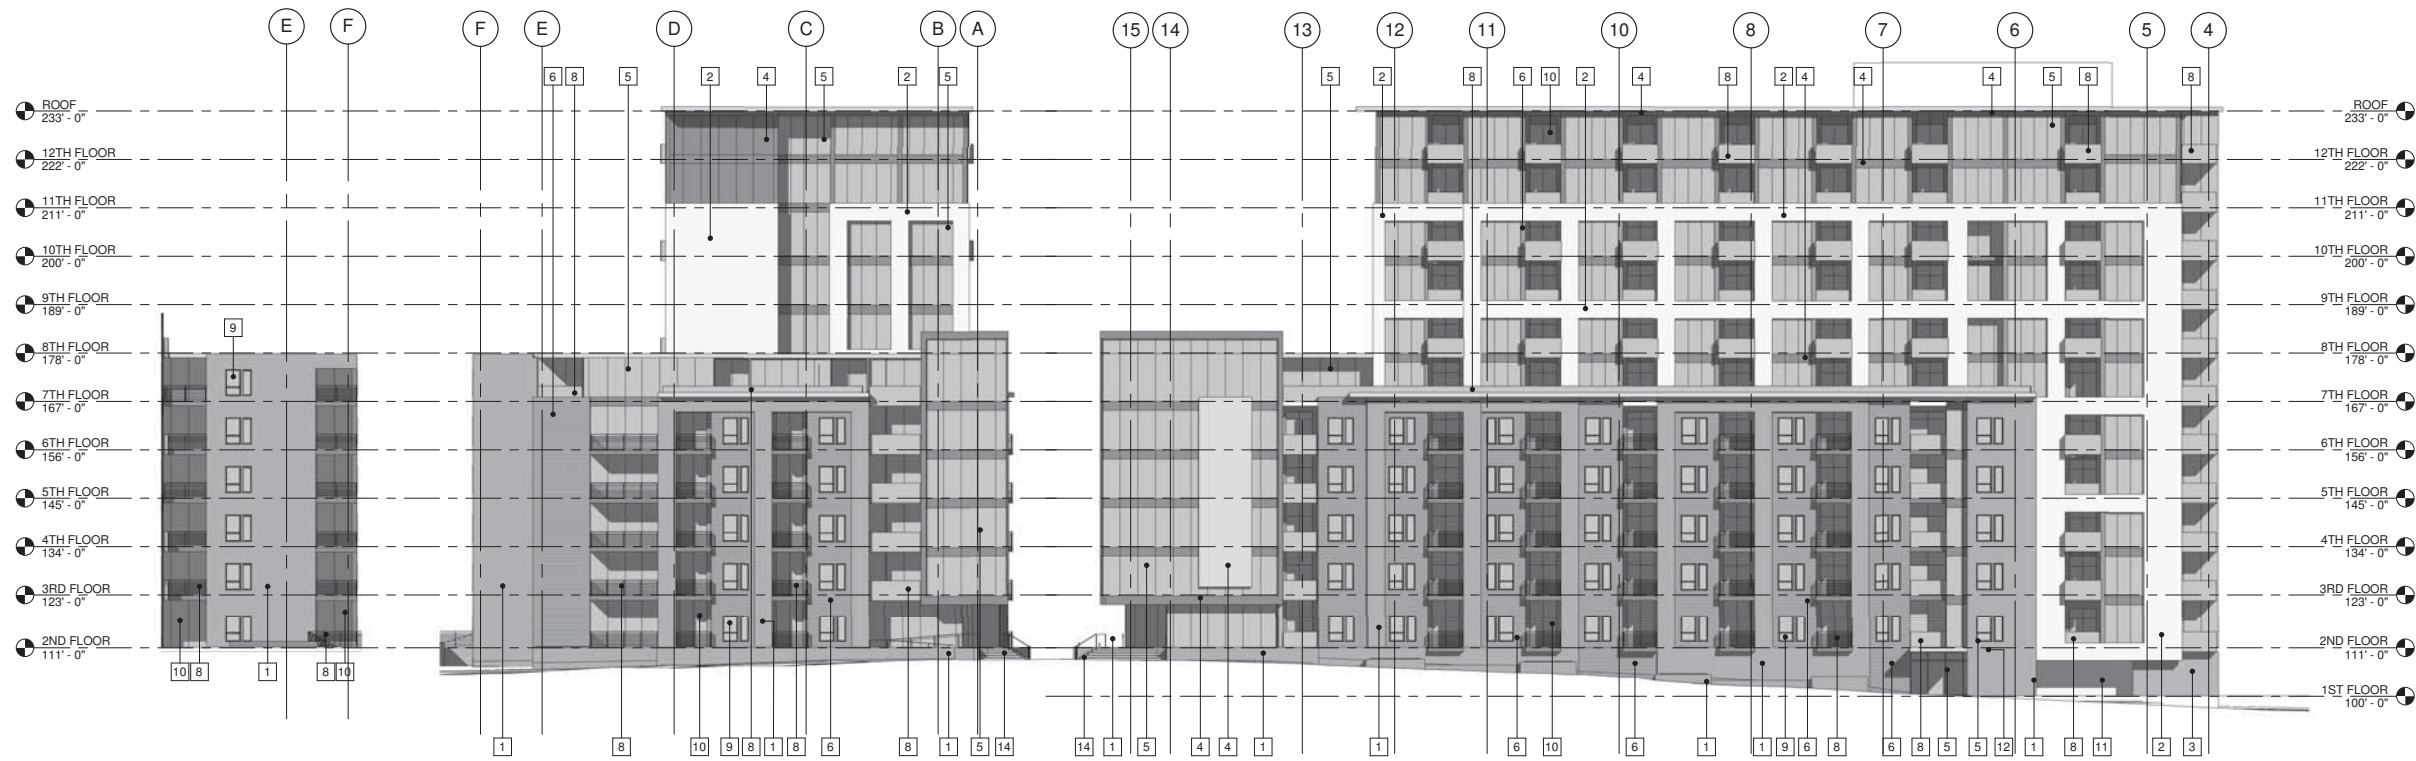 E F F E D C B A 15 14 13 12 11 10 8 7 6 5 4
6 8 5 2 4 5 2 5 5 2 8 6 10 2 4 8 2 4 4 4 5 8 8
ROOF
233' - 0"
12TH FLOOR
222' - 0"
11TH FLOOR
211' - 0"
10TH FLOOR
200' - 0"
9TH FLOOR
189' - 0"
9
8TH FLOOR
178' - 0"
7TH FLOOR
167' - 0"
6TH FLOOR
156' - 0"
5TH FLOOR
145' - 0"
4TH FLOOR
134' - 0"
3RD FLOOR
123' - 0"
2ND FLOOR
111' - 0"
10 8 1 8 10
ROOF
233' - 0"
12TH FLOOR
222' - 0"
11TH FLOOR
211' - 0"
10TH FLOOR
200' - 0"
9TH FLOOR
189' - 0"
8TH FLOOR
178' - 0"
7TH FLOOR
167' - 0"
6TH FLOOR
156' - 0"
5TH FLOOR
145' - 0"
4TH FLOOR
134' - 0"
3RD FLOOR
123' - 0"
2ND FLOOR
111' - 0"
1ST FLOOR
100' - 0"
1 8 10 9 8 1 8 6 8 1 5 14 14 1 5 4 4 1 1 6 10 6 1 1 9 6 8 6 8 5 5 12 1 8 11 2 3